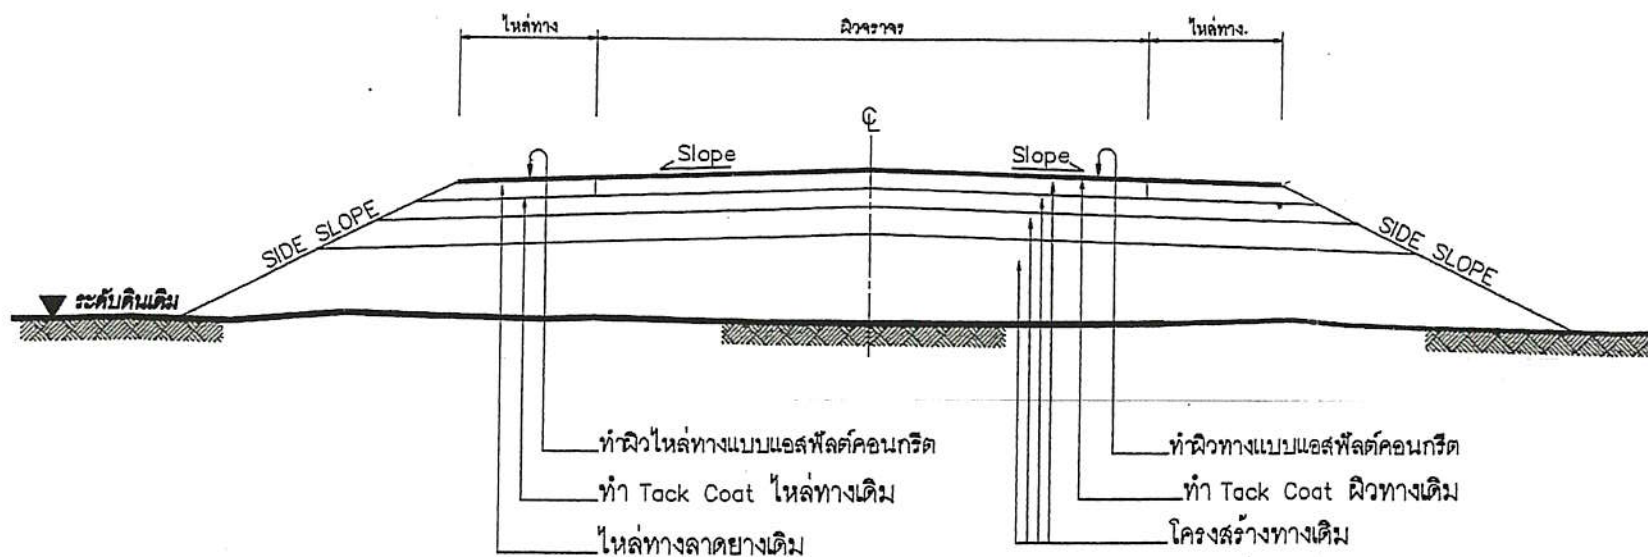 ไหล่ทาง ผิวจราจร ไหล่ทาง
℄
Slope Slope
SIDE SLOPE SIDE SLOPE
ระดับดินเดิม
ทำผิวไหล่ทางแบบแอสฟัลต์คอนกรีต ทำผิวทางแบบแอสฟัลต์คอนกรีต
ทำ Tack Coat ไหล่ทางเดิม ทำ Tack Coat ผิวทางเดิม
ไหล่ทางลาดยางเดิม โครงสร้างทางเดิม